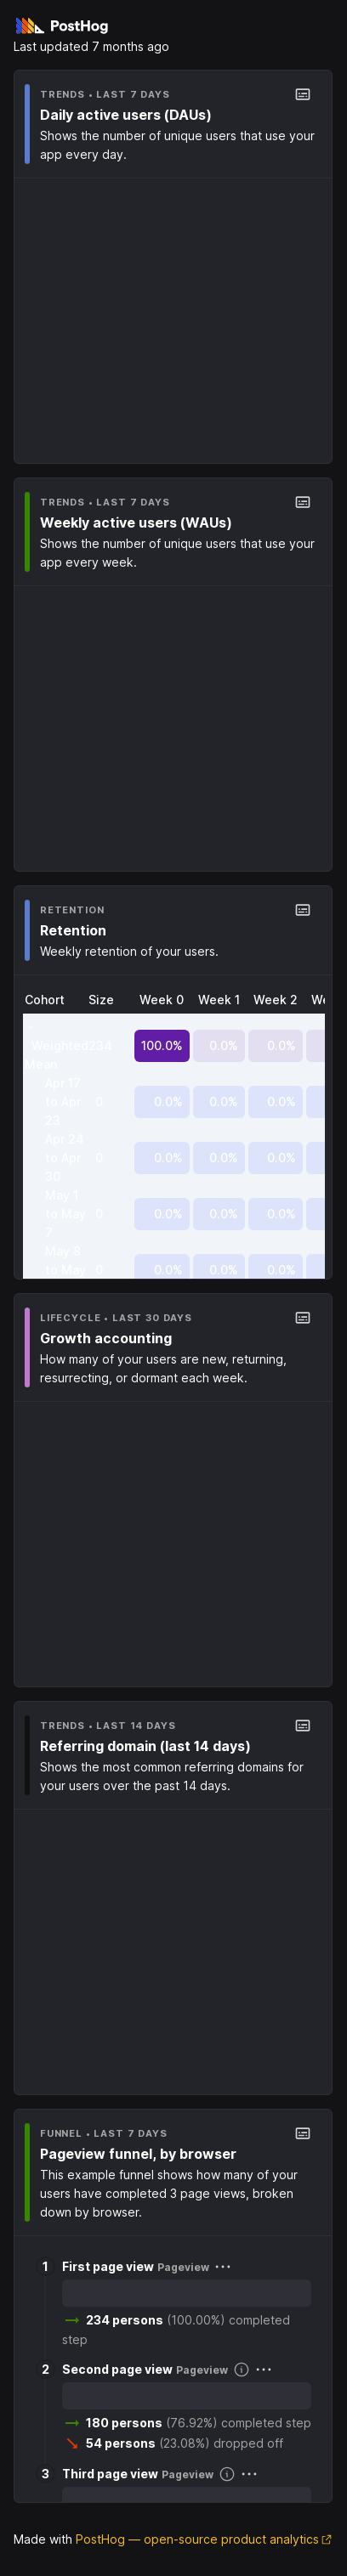 PostHog
Last updated 7 months ago
TRENDS • LAST 7 DAYS
Daily active users (DAUs)
Shows the number of unique users that use your
app every day.
TRENDS • LAST 7 DAYS
Weekly active users (WAUs)
Shows the number of unique users that use your
app every week.
RETENTION
Retention
Weekly retention of your users.
Cohort Size Week 0 Week 1 Week 2 We
Weighted 234 100.0% 0.0% 0.0%
Mean
Apr 17
to Apr 0 0.0% 0.0% 0.0%
23
Apr 24
to Apr 0 0.0% 0.0% 0.0%
30
May 1
to May 0 0.0% 0.0% 0.0%
7
May 8
to May 0 0.0% 0.0% 0.0%
LIFECYCLE • LAST 30 DAYS
Growth accounting
How many of your users are new, returning,
resurrecting, or dormant each week.
TRENDS • LAST 14 DAYS
Referring domain (last 14 days)
Shows the most common referring domains for
your users over the past 14 days.
FUNNEL • LAST 7 DAYS
Pageview funnel, by browser
This example funnel shows how many of your
users have completed 3 page views, broken
down by browser.
1 First page view Pageview
234 persons (100.00%) completed
step
2 Second page view Pageview
180 persons (76.92%) completed step
54 persons (23.08%) dropped off
3 Third page view Pageview
Made with PostHog — open-source product analytics